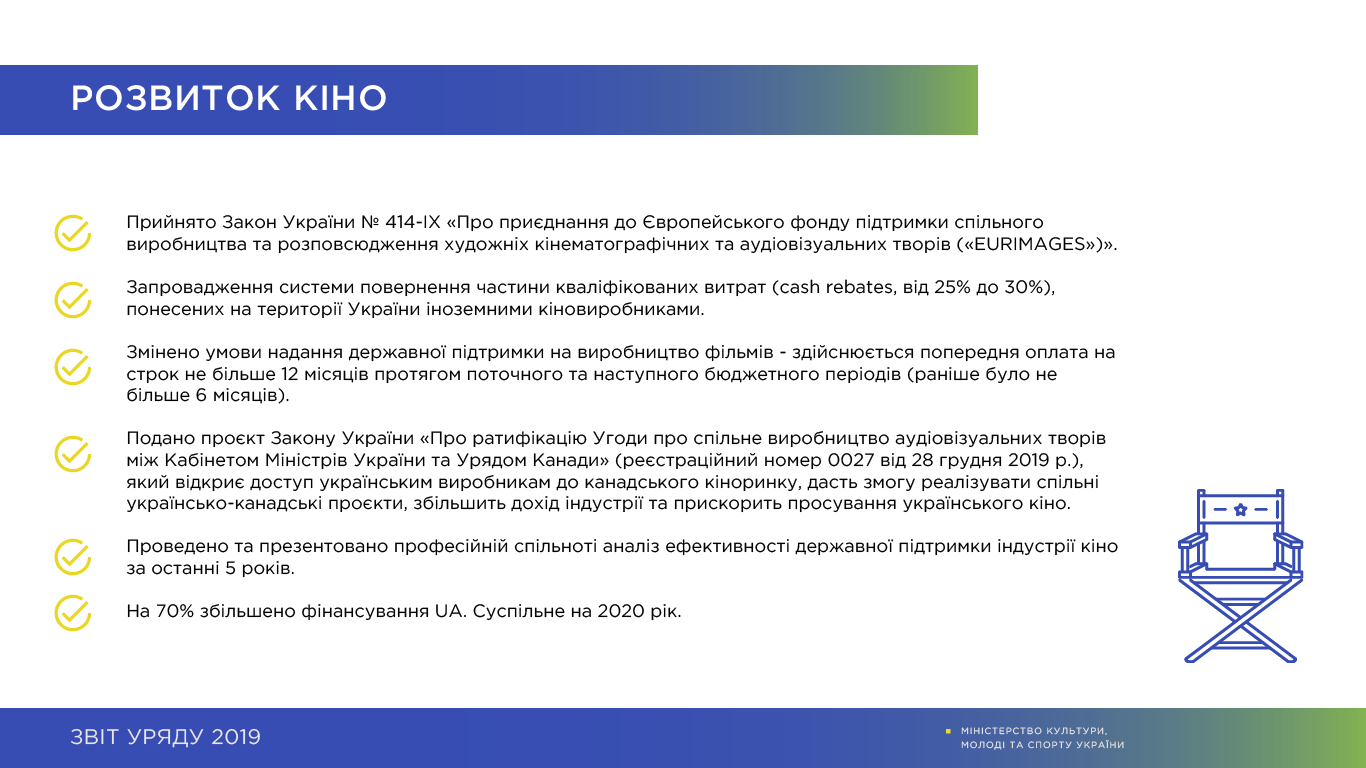 РОЗВИТОК КІНО
Прийнято Закон України № 414-ІХ «Про приєднання до Європейського фонду підтримки спільного
виробництва та розповсюдження художніх кінематографічних та аудіовізуальних творів («EURIMAGES»)».
Запровадження системи повернення частини кваліфікованих витрат (cash rebates, від 25% до 30%),
понесених на території України іноземними кіновиробниками.
Змінено умови надання державної підтримки на виробництво фільмів - здійснюється попередня оплата на
строк не більше 12 місяців протягом поточного та наступного бюджетного періодів (раніше було не
більше 6 місяців).
Подано проєкт Закону України «Про ратифікацію Угоди про спільне виробництво аудіовізуальних творів
між Кабінетом Міністрів України та Урядом Канади» (реєстраційний номер 0027 від 28 грудня 2019 р.),
який відкриє доступ українським виробникам до канадського кіноринку, дасть змогу реалізувати спільні
українсько-канадські проєкти, збільшить дохід індустрії та прискорить просування українського кіно.
Проведено та презентовано професійній спільноті аналіз ефективності державної підтримки індустрії кіно
за останні 5 років.
На 70% збільшено фінансування UA. Суспільне на 2020 рік.
ЗВІТ УРЯДУ 2019
МІНІСТЕРСТВО КУЛЬТУРИ,
МОЛОДІ ТА СПОРТУ УКРАЇНИ